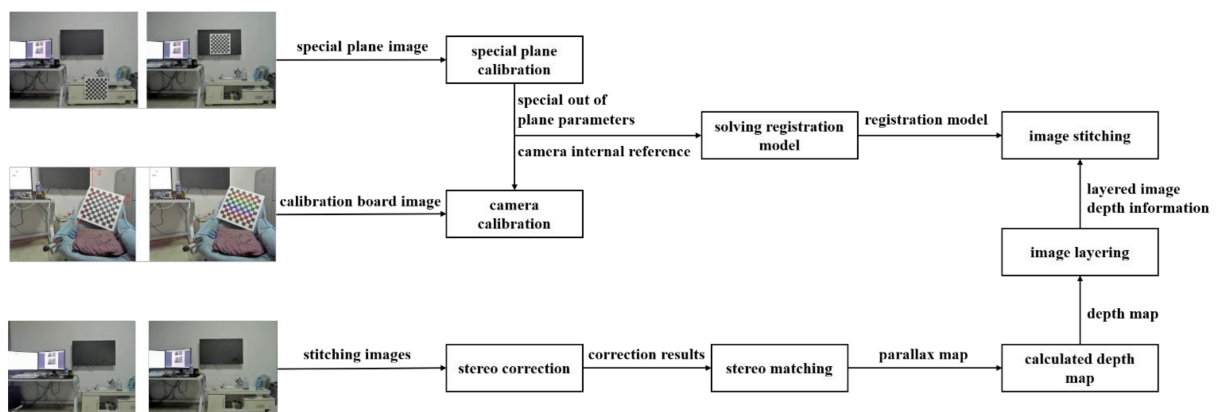 special plane image
special plane
calibration
special out of
plane parameters
camera internal reference
solving registration
model
registration model
image stitching
calibration board image
camera
calibration
layered image
depth information
image layering
depth map
stitching images
stereo correction
correction results
stereo matching
parallax map
calculated depth
map